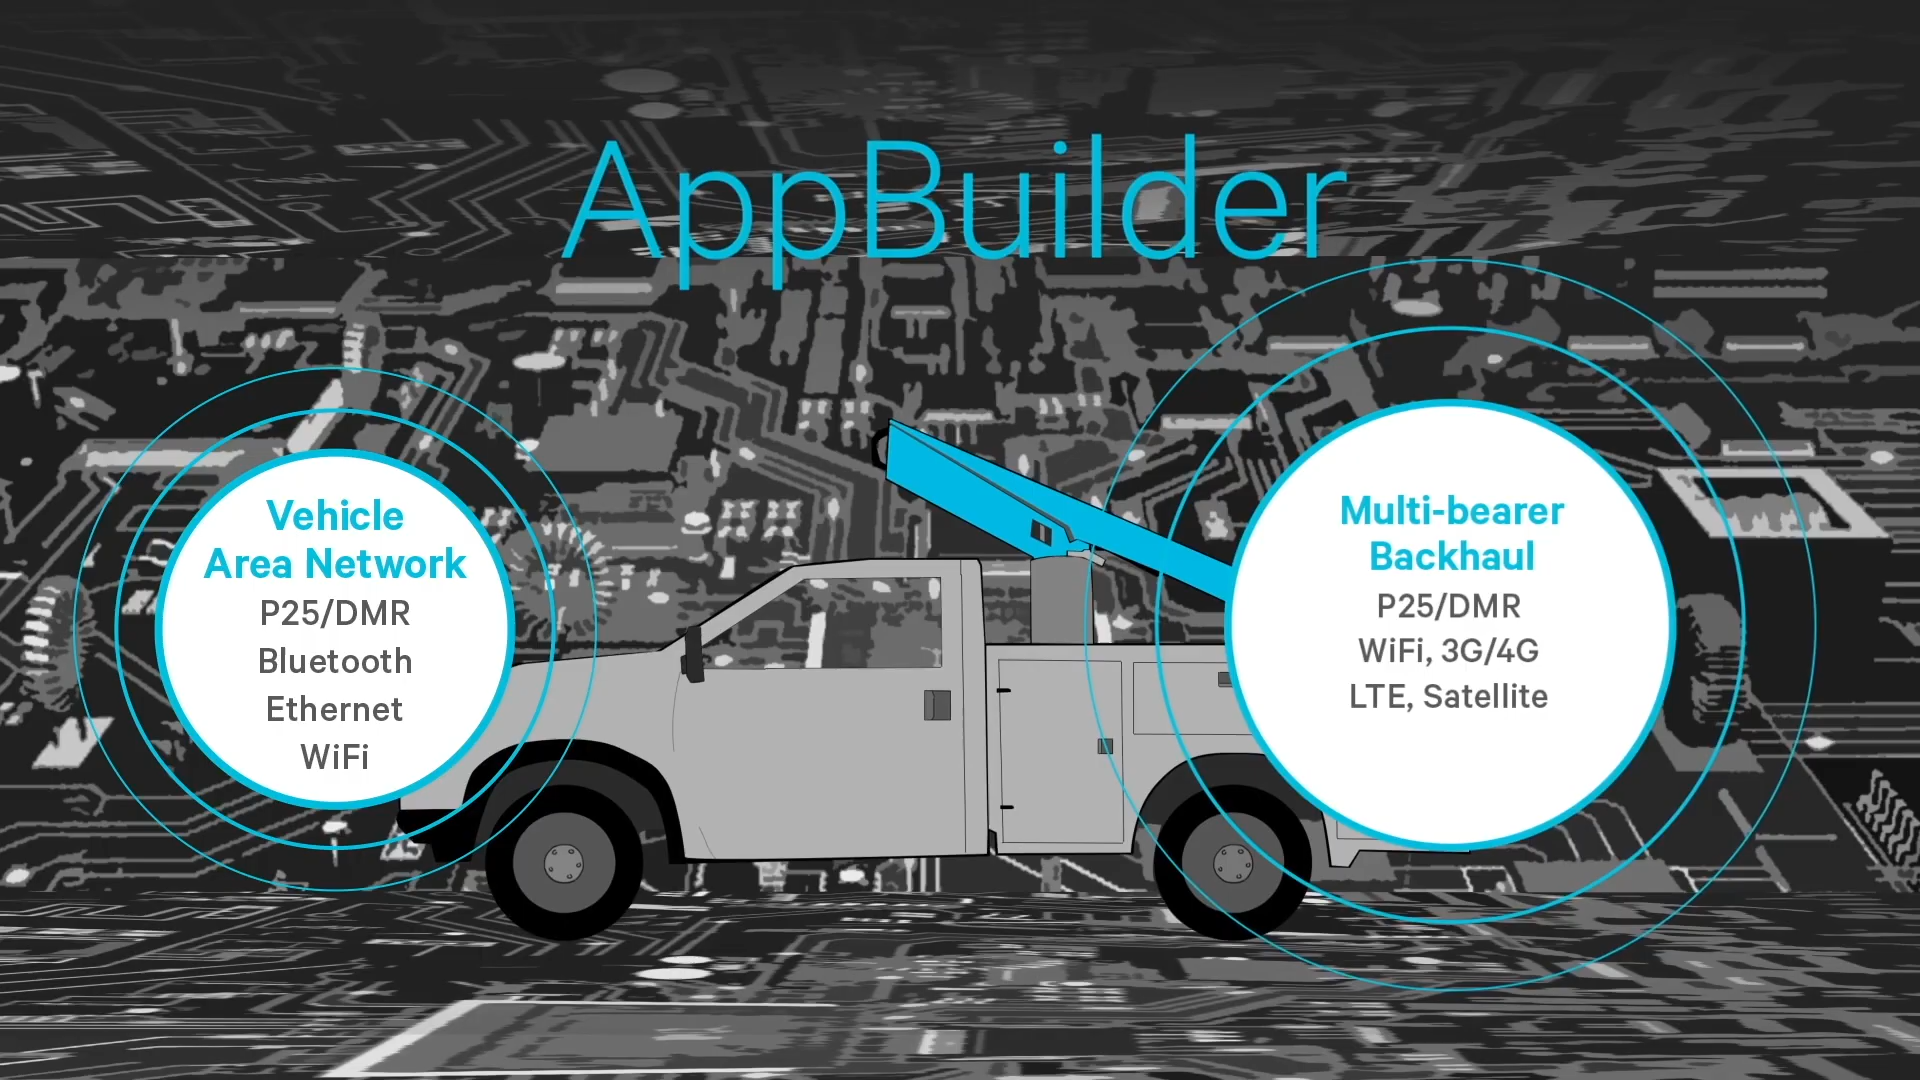 AppBuilder
Vehicle
Area Network
P25/DMR
Bluetooth
Ethernet
WiFi
Multi-bearer
Backhaul
P25/DMR
WiFi, 3G/4G
LTE, Satellite